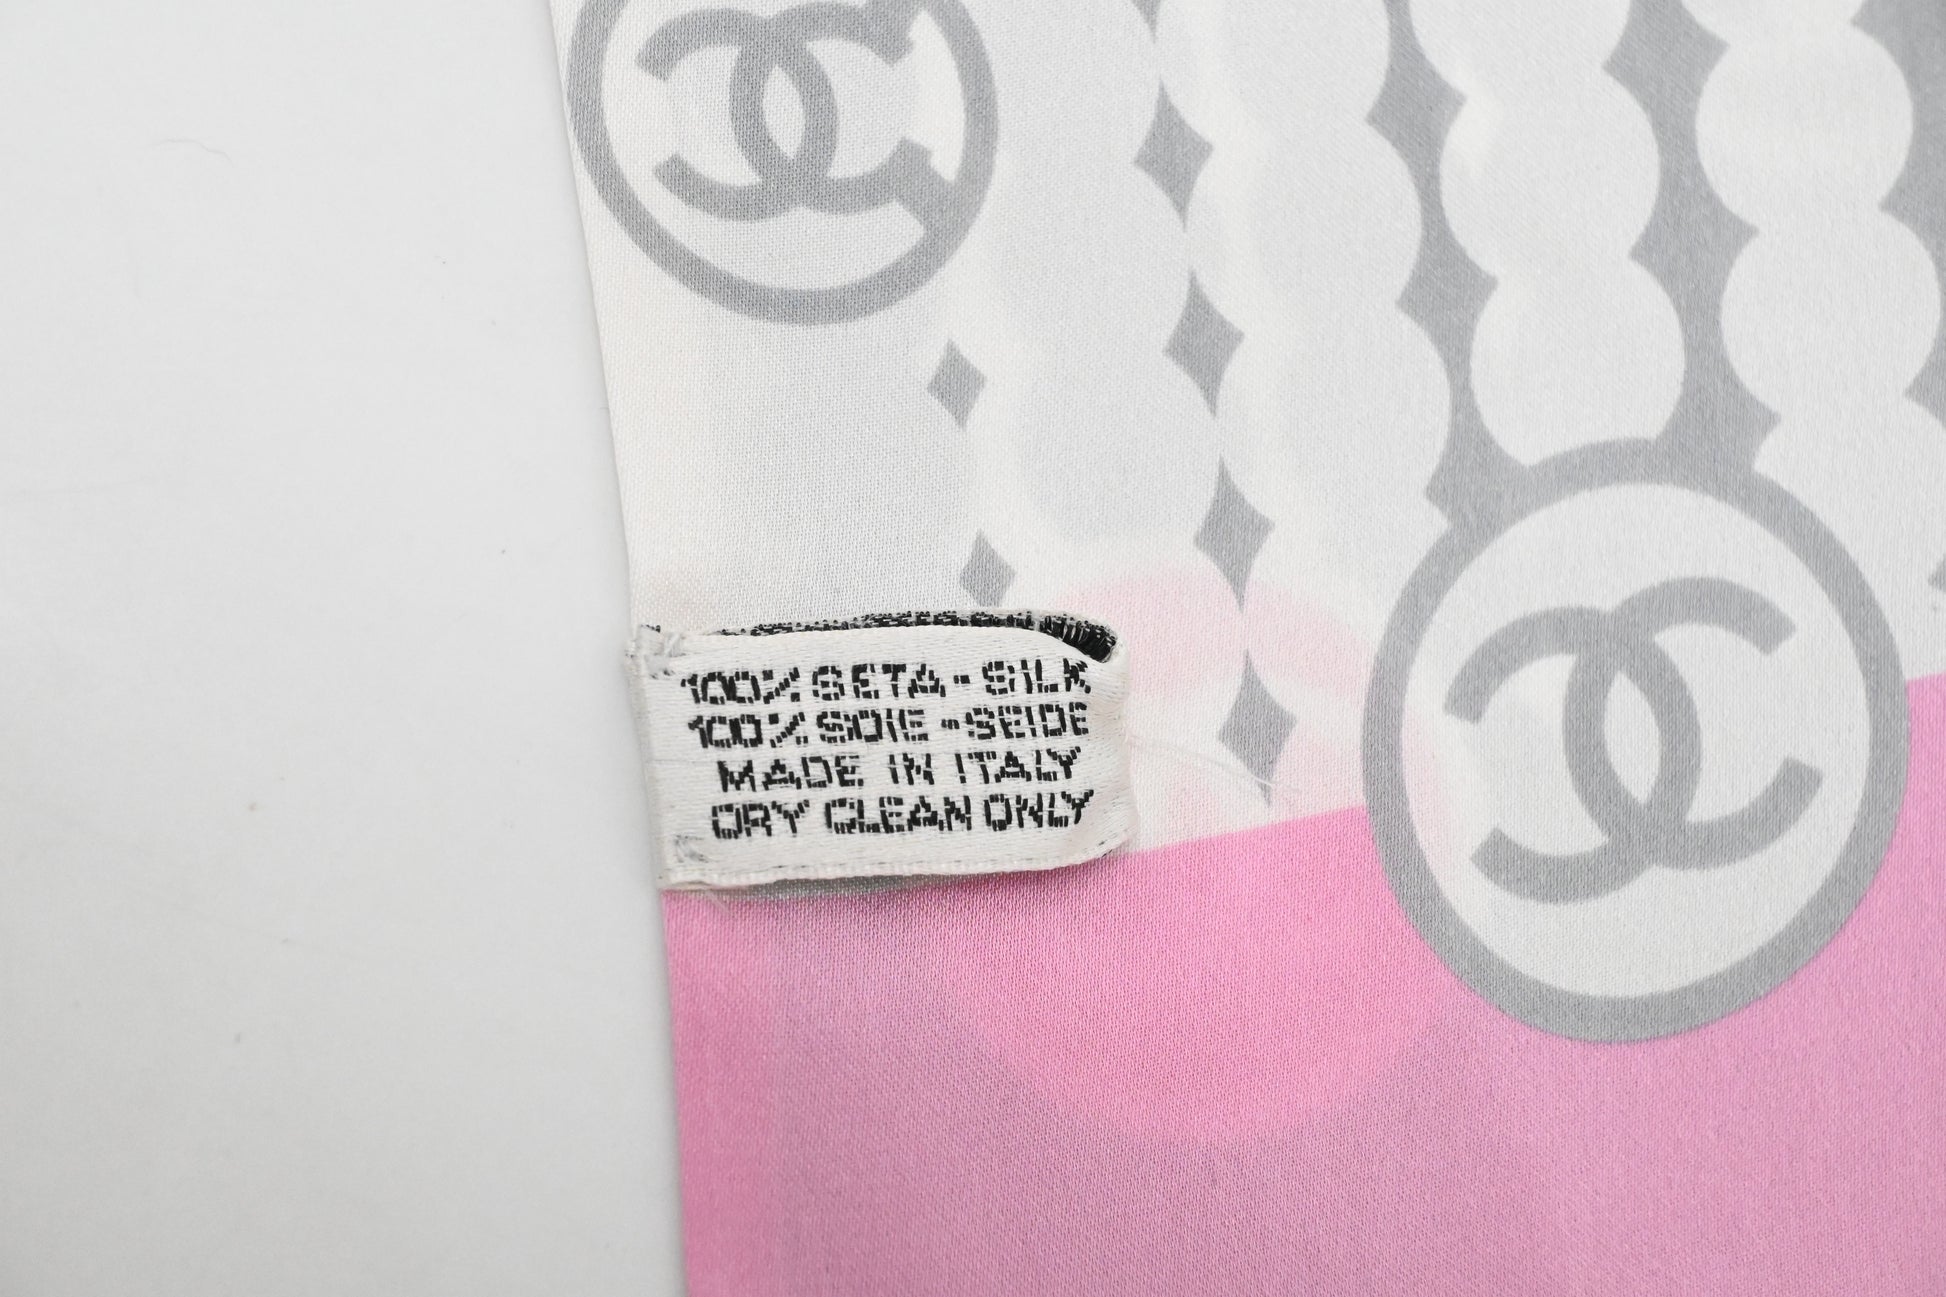 100% SETA - SILK
100% SOIE - SEIDE
MADE IN ITALY
DRY CLEAN ONLY